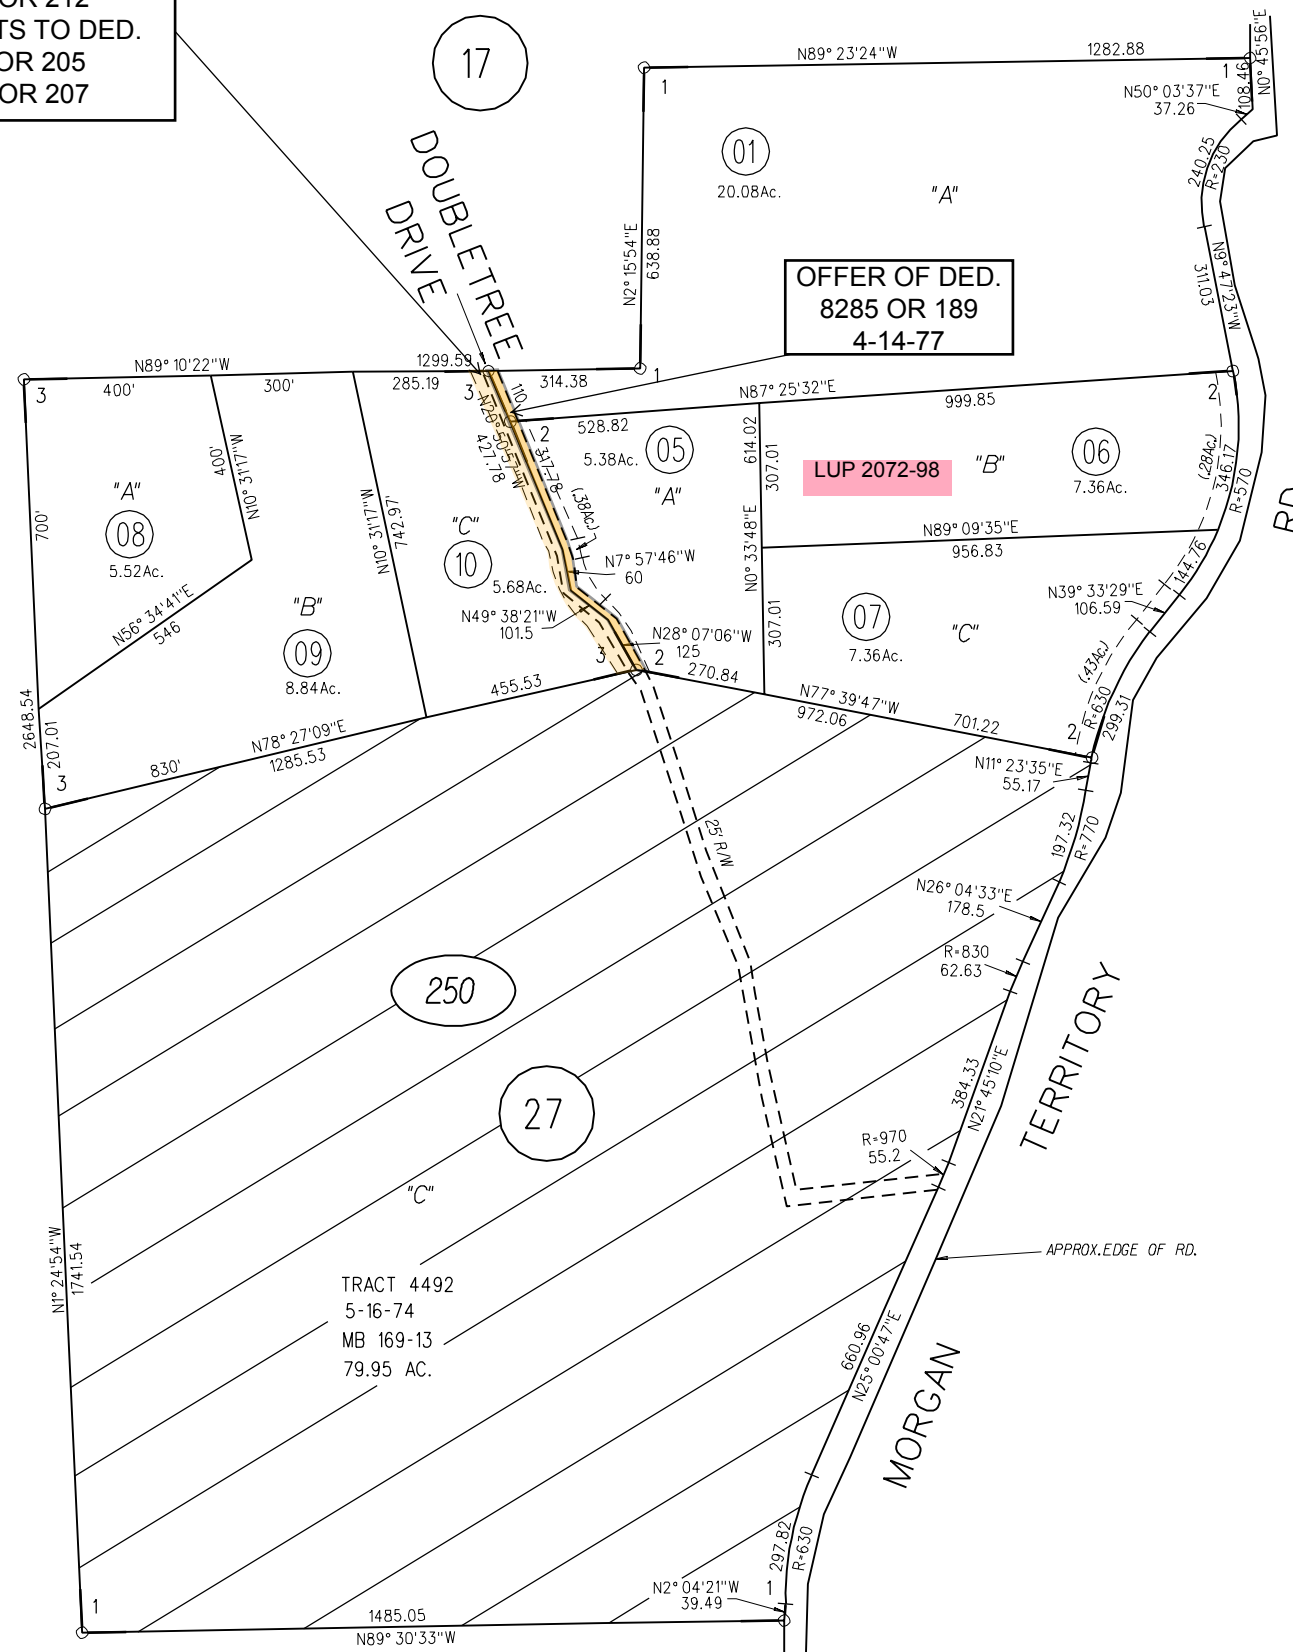 OR 212
TS TO DED.
OR 205
OR 207
17
N89° 23'24"W
1282.88
1
1
N0° 45'56"E
108.46
N50° 03'37"E
37.26
DOUBLETREE
DRIVE
01
20.08Ac.
"A"
240.25
R=230
N2° 15'54"E
638.88
OFFER OF DED.
8285 OR 189
4-14-77
311.03
N9° 47'23"W
N89° 10'22"W
1299.59
3
400'
300'
285.19
3
314.38
1
110
N87° 25'32"E
999.85
2
2
528.82
N20° 50'57"W
427.78
317.78
5.38Ac.
05
"A"
614.02
307.01
LUP 2072-98
"B"
06
7.36Ac.
(.28Ac.)
346.17
R=570
RD
400'
N10° 31'17"W
"A"
08
5.52Ac.
700'
N10° 31'17"W
742.97'
"C"
10
5.68Ac.
(.38Ac.)
N7° 57'46"W
60
N0° 33'48"E
N89° 09'35"E
956.83
144.76
N39° 33'29"E
106.59
N56° 34'41"E
546
"B"
09
8.84Ac.
N49° 38'21"W
101.5
N28° 07'06"W
125
3
2
307.01
07
7.36Ac.
"C"
(.43Ac.)
R=630
299.31
2648.54
207.01
3
455.53
270.84
N77° 39'47"W
972.06
701.22
2
N78° 27'09"E
1285.53
830'
N11° 23'35"E
55.17
25' R/W
197.32
R=770
N26° 04'33"E
178.5
R=830
62.63
250
TERRITORY
384.33
N21° 45'10"E
27
R=970
55.2
"C"
N1° 24'54"W
1741.54
APPROX.EDGE OF RD.
TRACT 4492
5-16-74
MB 169-13
79.95 AC.
660.96
N25° 00'47"E
MORGAN
297.82
R=630
N2° 04'21"W
39.49
1
1
1485.05
N89° 30'33"W